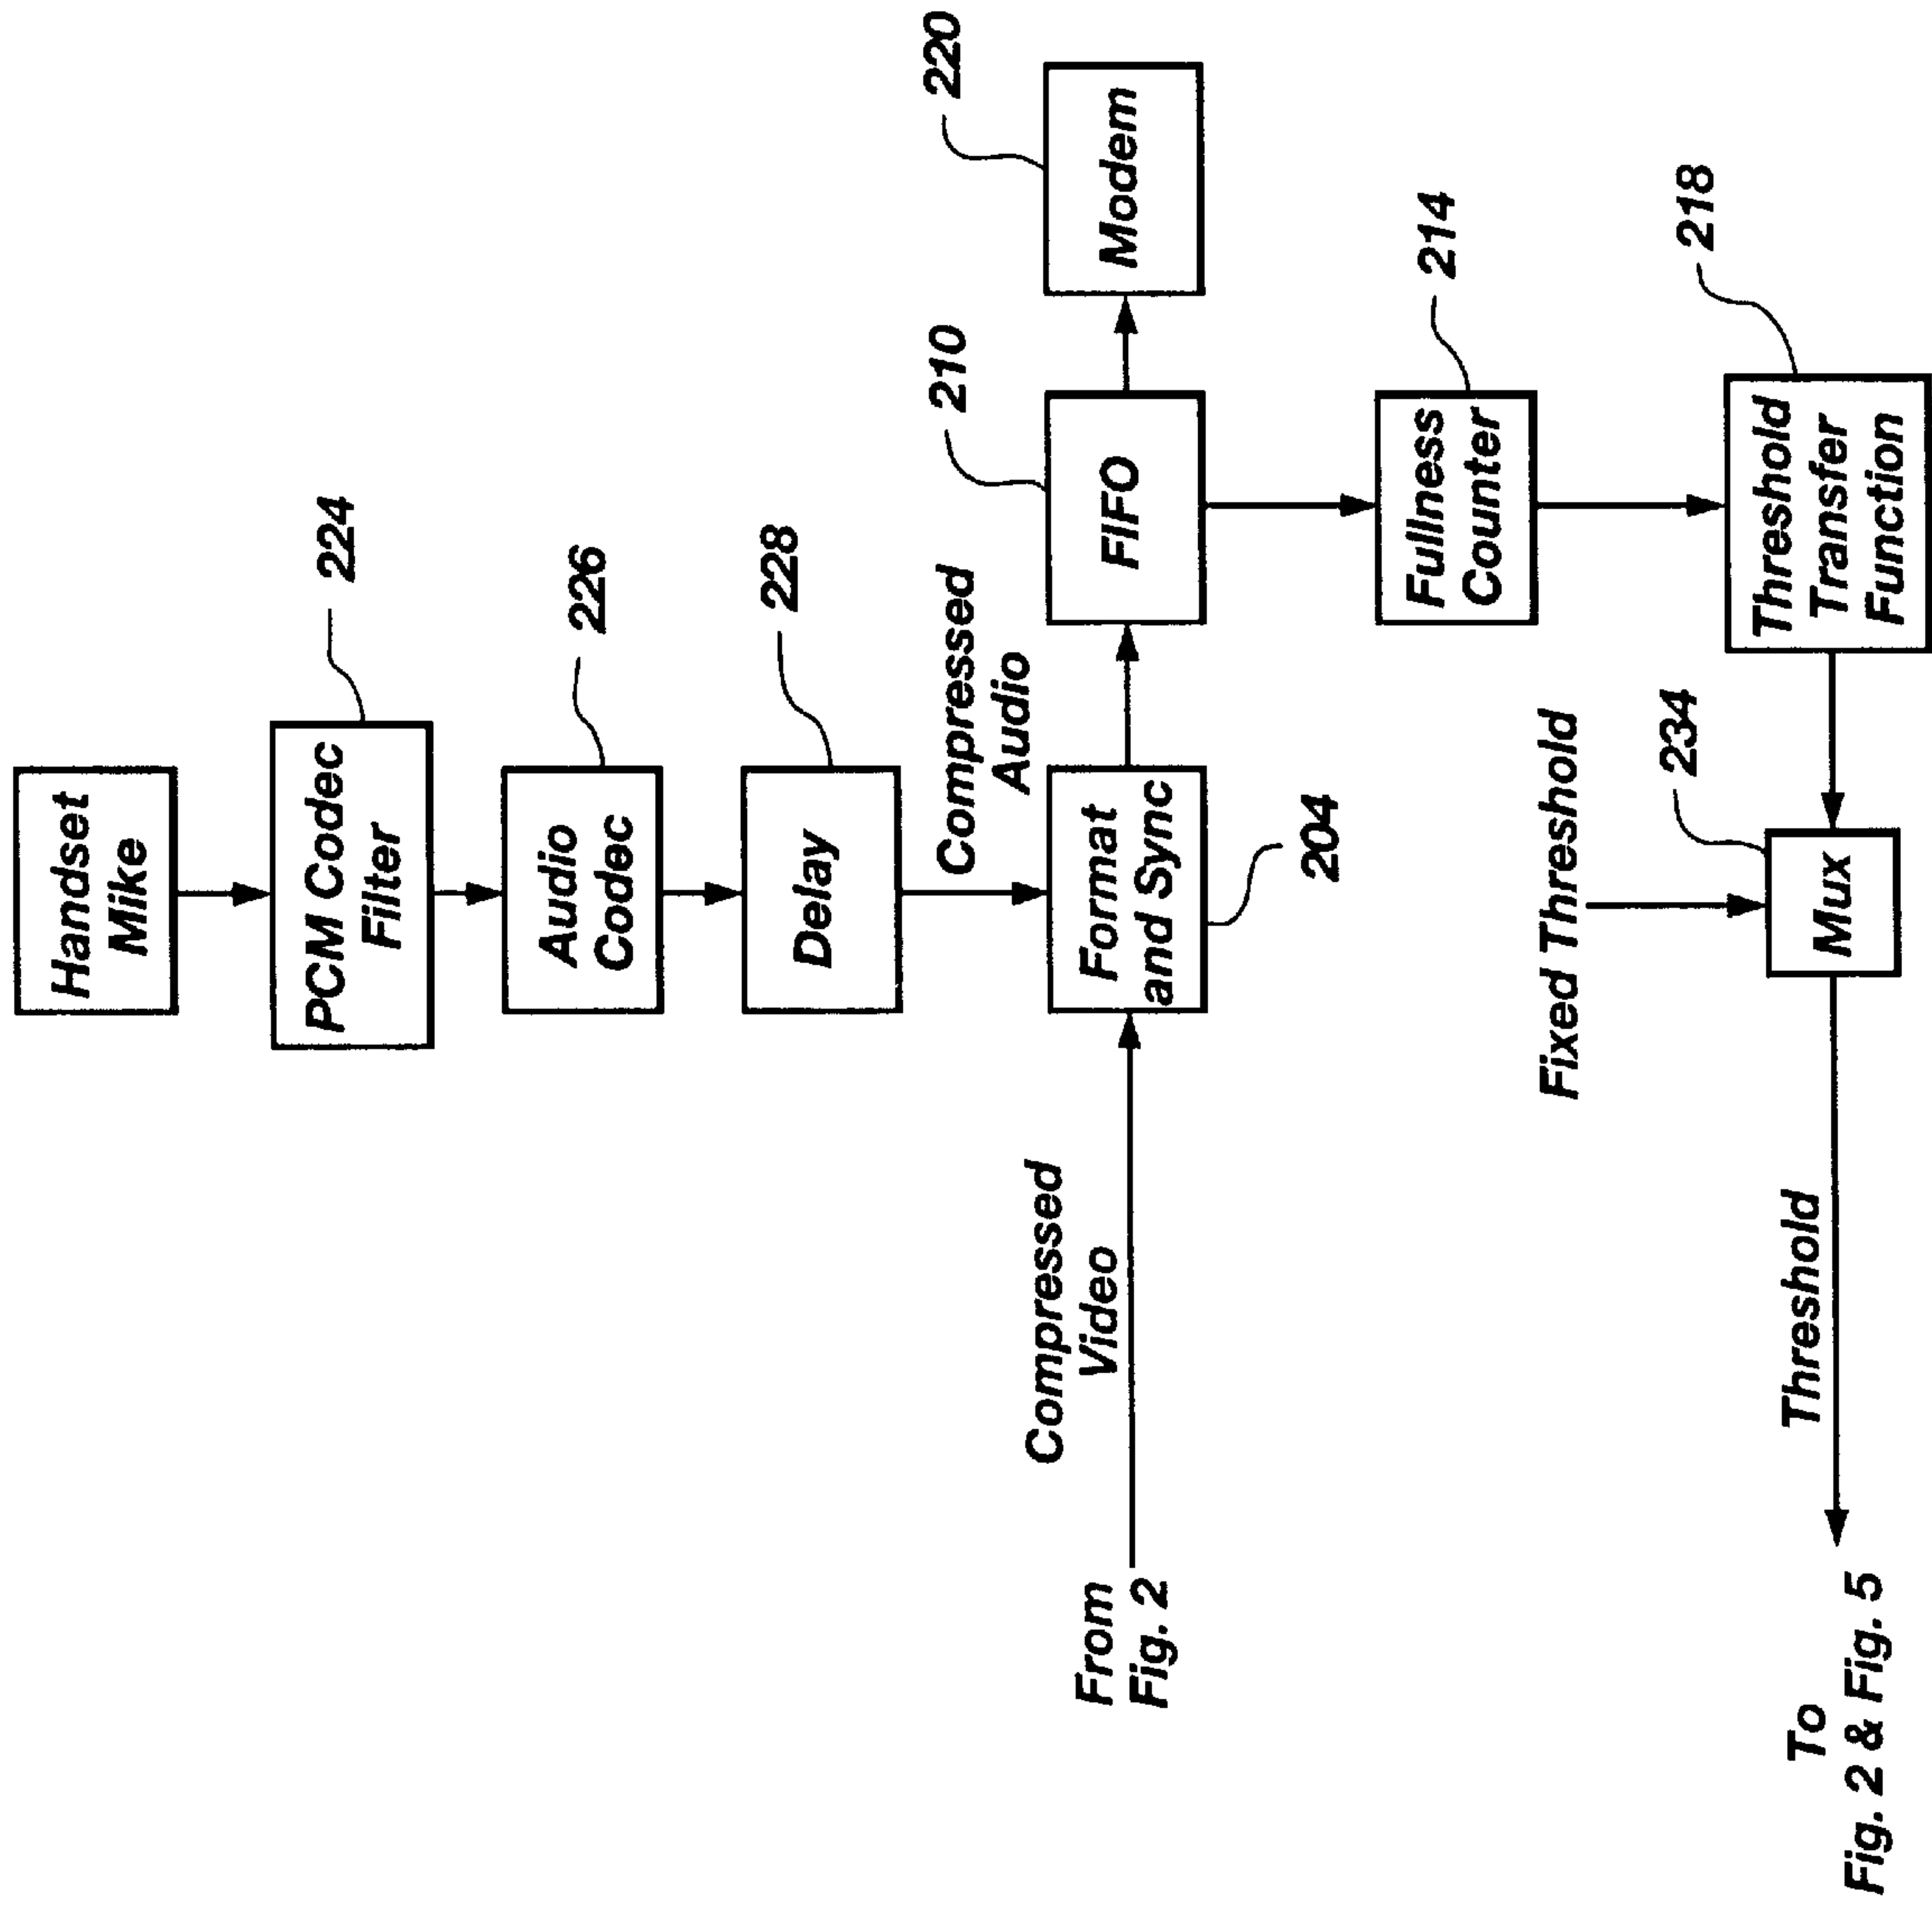 Handset
Mike
PCM Codec
Filter
224
Audio
Codec
226
Delay
228
Compressed
Audio
From
Fig. 2
Compressed
Video
Format
and Sync
204
FIFO
210
Modem
220
Fullness
Counter
214
Threshold
Transfer
Function
218
Fixed Threshold
Mux
234
Threshold
To
Fig. 2 & Fig. 5